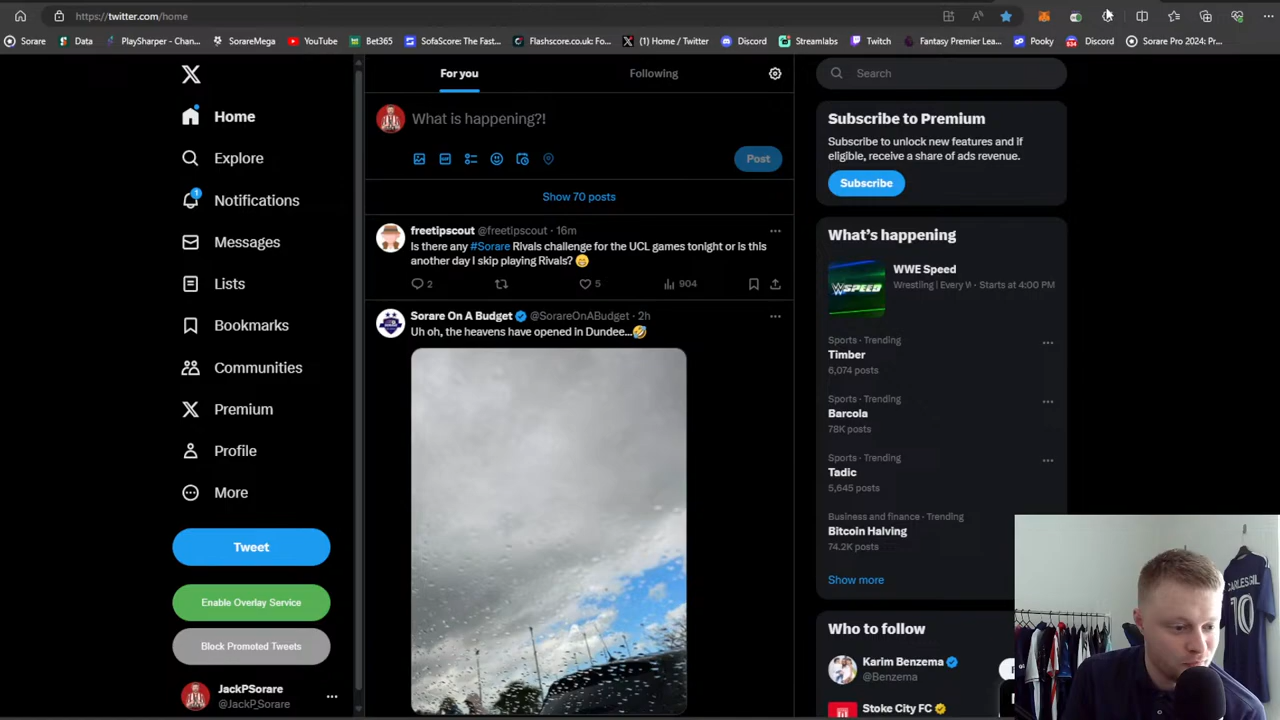 https://twitter.com/home
Sorare
Data
PlaySharper - Chan...
SorareMega
YouTube
Bet365
SofaScore: The Fast...
Flashscore.co.uk: Fo...
(1) Home / Twitter
Discord
Streamlabs
Twitch
Fantasy Premier Lea...
Pooky
Discord
Sorare Pro 2024: Pr...
For you
Following
Search
Home
Explore
Notifications
1
Messages
Lists
Bookmarks
Communities
Premium
Profile
More
Tweet
Enable Overlay Service
Block Promoted Tweets
JackPSorare
@JackP_Sorare
What is happening?!
GIF
Post
Show 70 posts
freetipscout @freetipscout · 16m
Is there any #Sorare Rivals challenge for the UCL games tonight or is this
another day I skip playing Rivals? 😁
2
5
904
Sorare On A Budget @SorareOnABudget · 2h
Uh oh, the heavens have opened in Dundee...🤣
Subscribe to Premium
Subscribe to unlock new features and if
eligible, receive a share of ads revenue.
Subscribe
What's happening
WWE Speed
Wrestling | Every W · Starts at 4:00 PM
SPEED
Sports · Trending
Timber
6,074 posts
Sports · Trending
Barcola
78K posts
Sports · Trending
Tadic
5,645 posts
Business and finance · Trending
Bitcoin Halving
74.2K posts
Show more
Who to follow
Karim Benzema
@Benzema
Stoke City FC
CARLES GIL
10